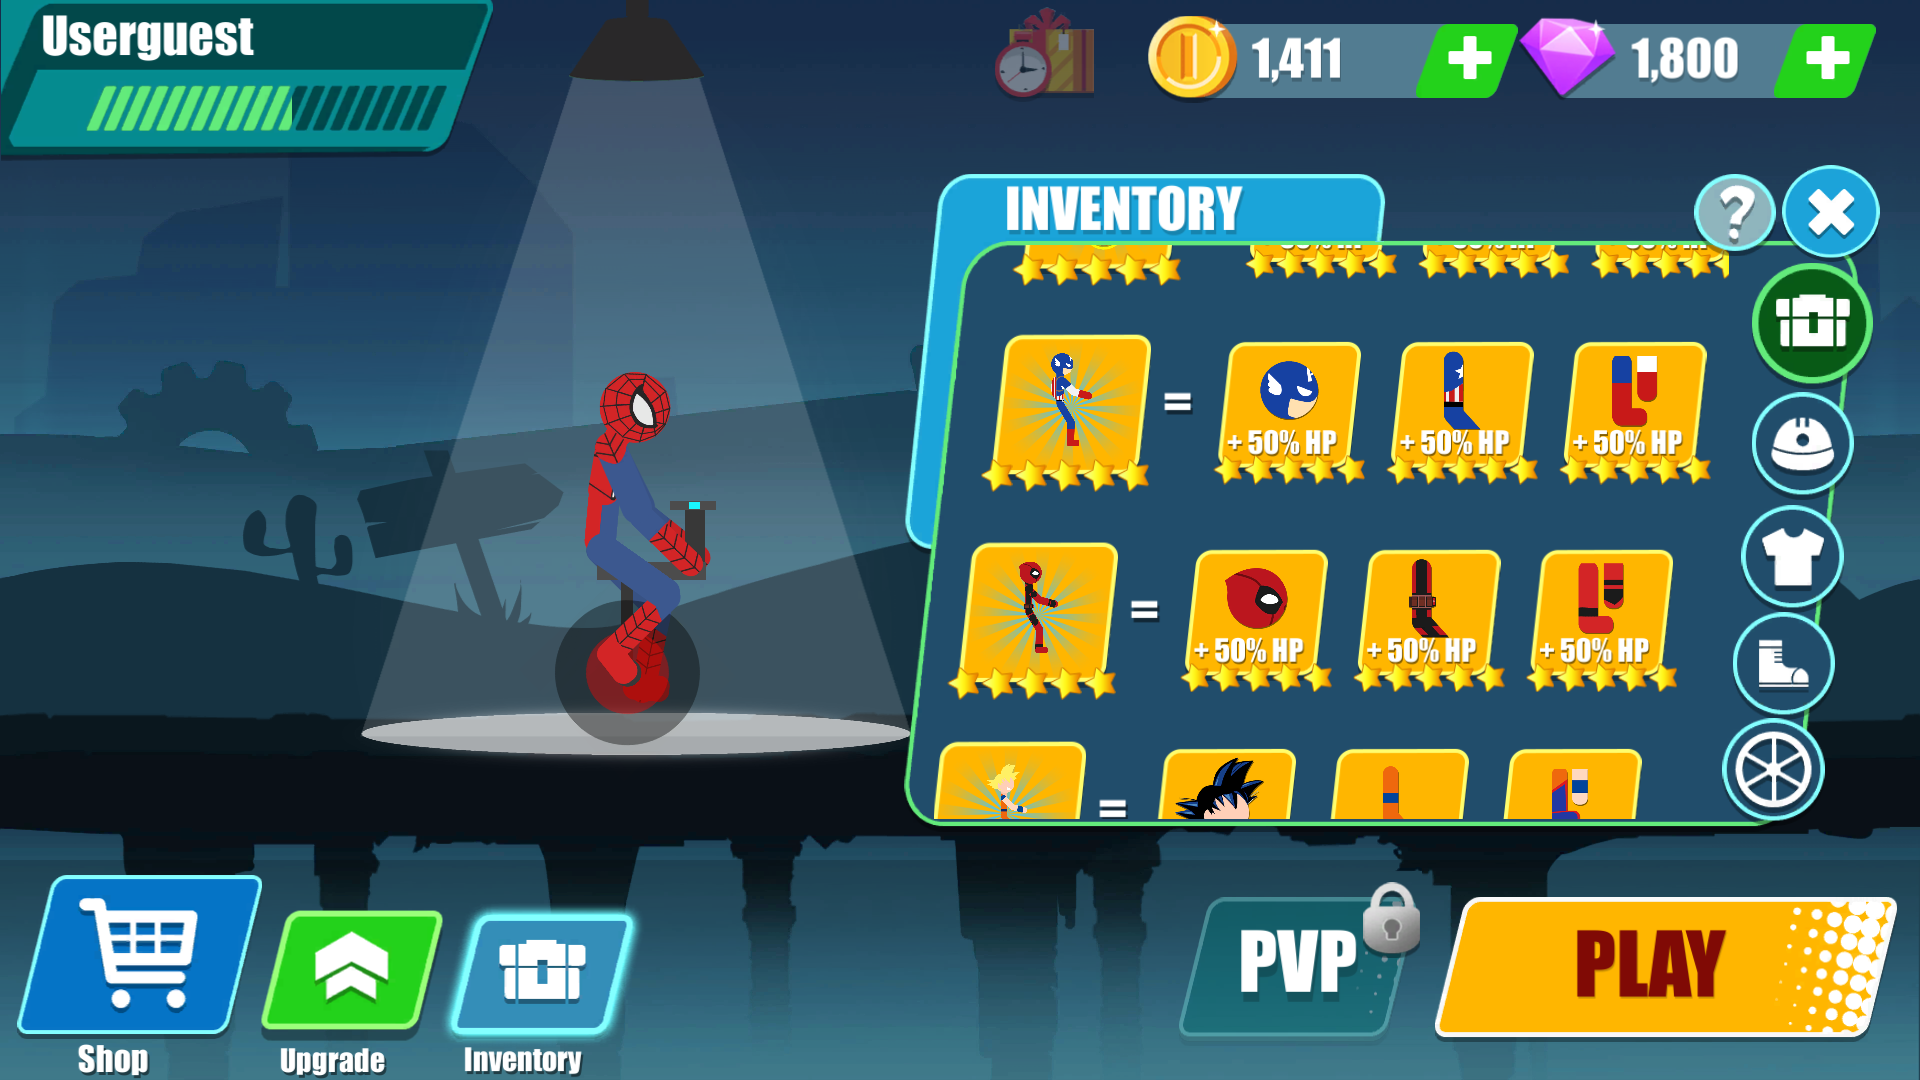 Userguest
1,411
1,800
INVENTORY
?
=
+ 50% HP
+ 50% HP
+ 50% HP
=
+ 50% HP
+ 50% HP
+ 50% HP
=
PVP
PLAY
Shop
Upgrade
Inventory